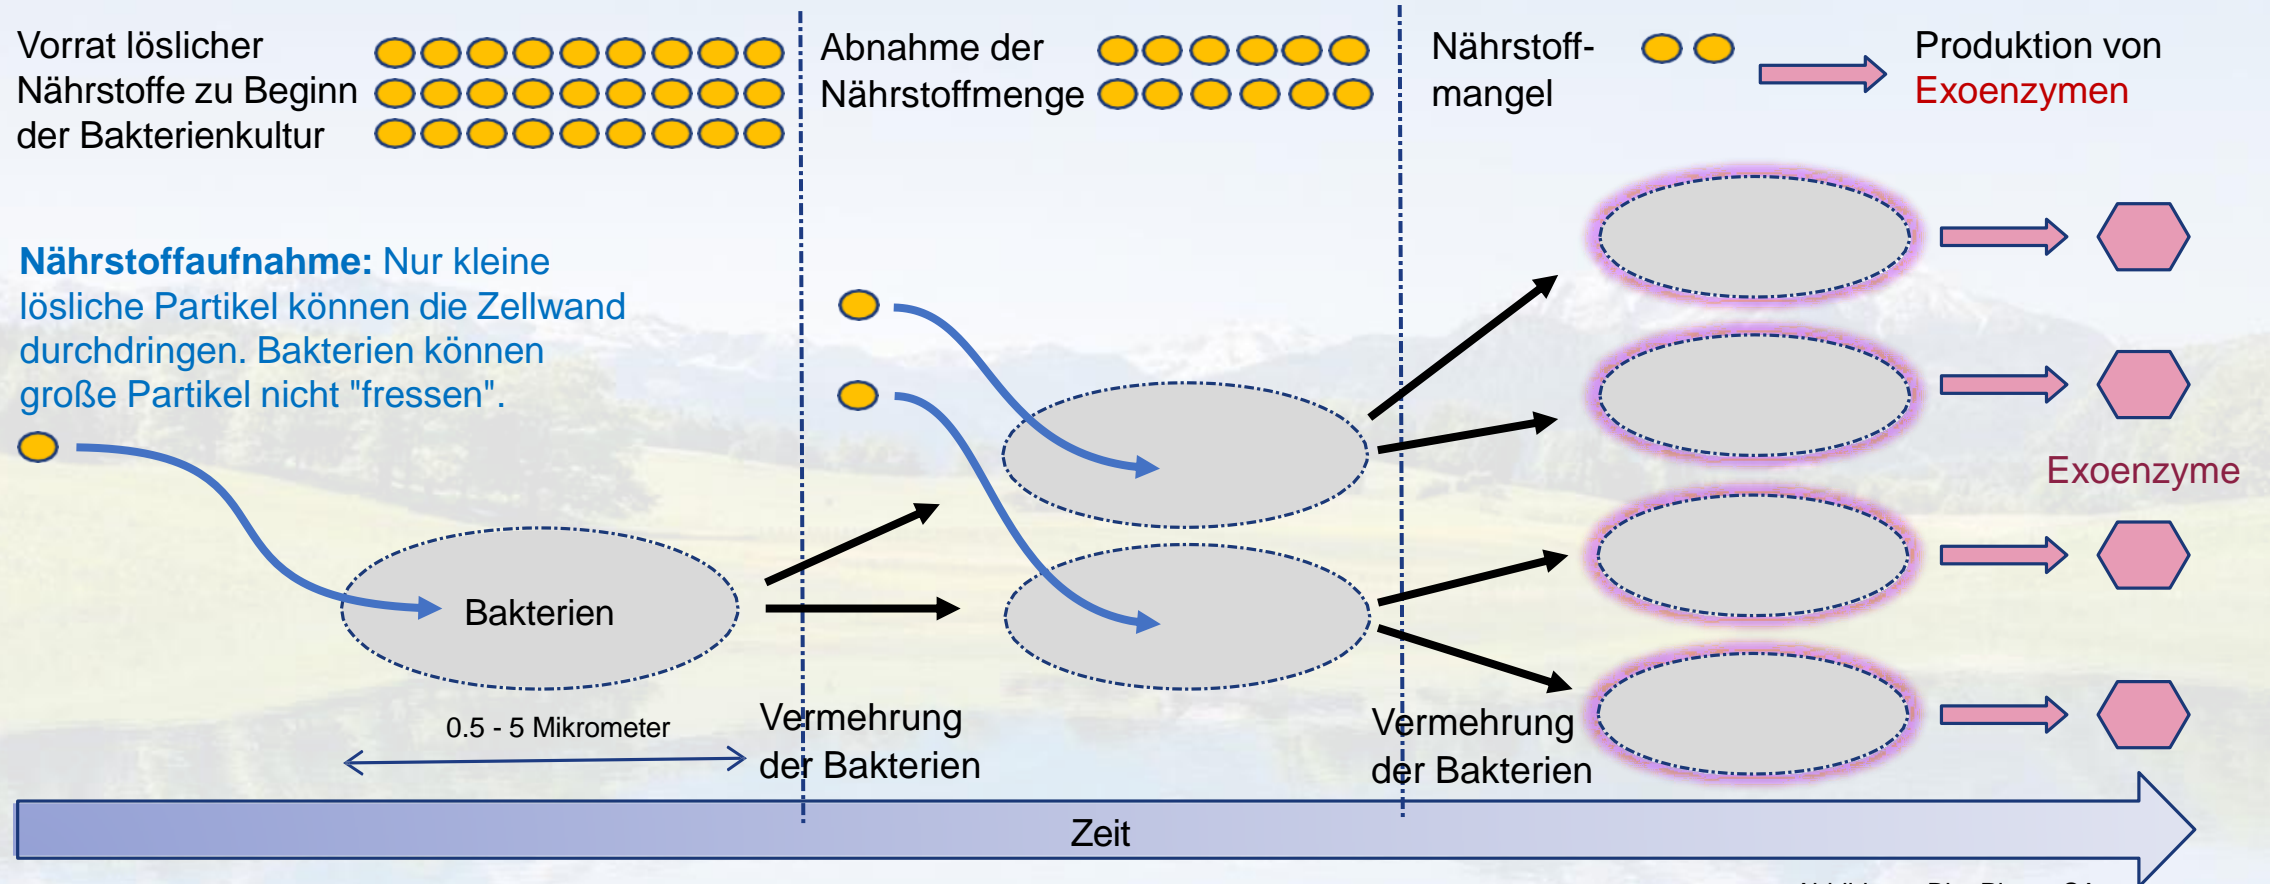 Vorrat löslicher
Nährstoffe zu Beginn
der Bakterienkultur
Abnahme der
Nährstoffmenge
Nährstoff-
mangel
Produktion von
Exoenzymen
Nährstoffaufnahme: Nur kleine
lösliche Partikel können die Zellwand
durchdringen. Bakterien können
große Partikel nicht "fressen".
Bakterien
Exoenzyme
0.5 - 5 Mikrometer
Vermehrung
der Bakterien
Vermehrung
der Bakterien
Zeit